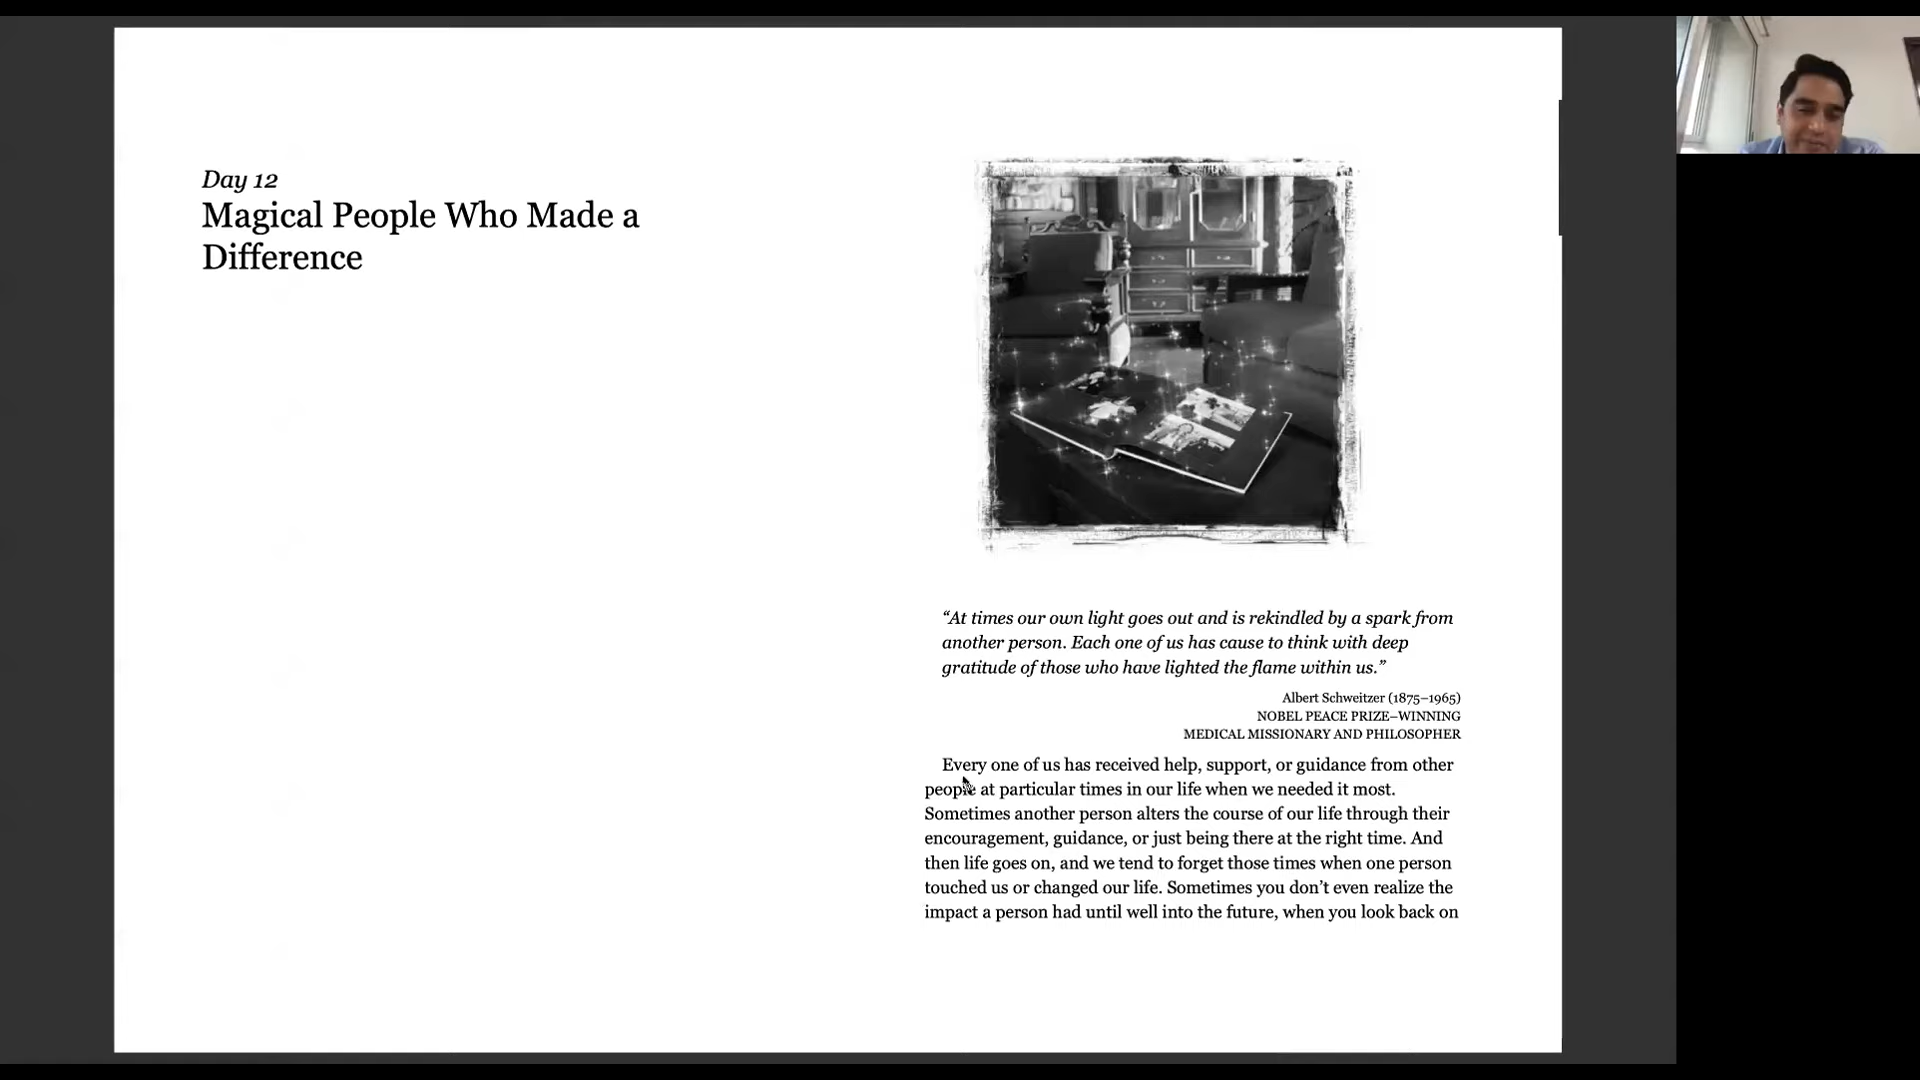 Day 12
Magical People Who Made a
Difference
“At times our own light goes out and is rekindled by a spark from
another person. Each one of us has cause to think with deep
gratitude of those who have lighted the flame within us.”
Albert Schweitzer (1875–1965)
NOBEL PEACE PRIZE–WINNING
MEDICAL MISSIONARY AND PHILOSOPHER
Every one of us has received help, support, or guidance from other
people at particular times in our life when we needed it most.
Sometimes another person alters the course of our life through their
encouragement, guidance, or just being there at the right time. And
then life goes on, and we tend to forget those times when one person
touched us or changed our life. Sometimes you don’t even realize the
impact a person had until well into the future, when you look back on